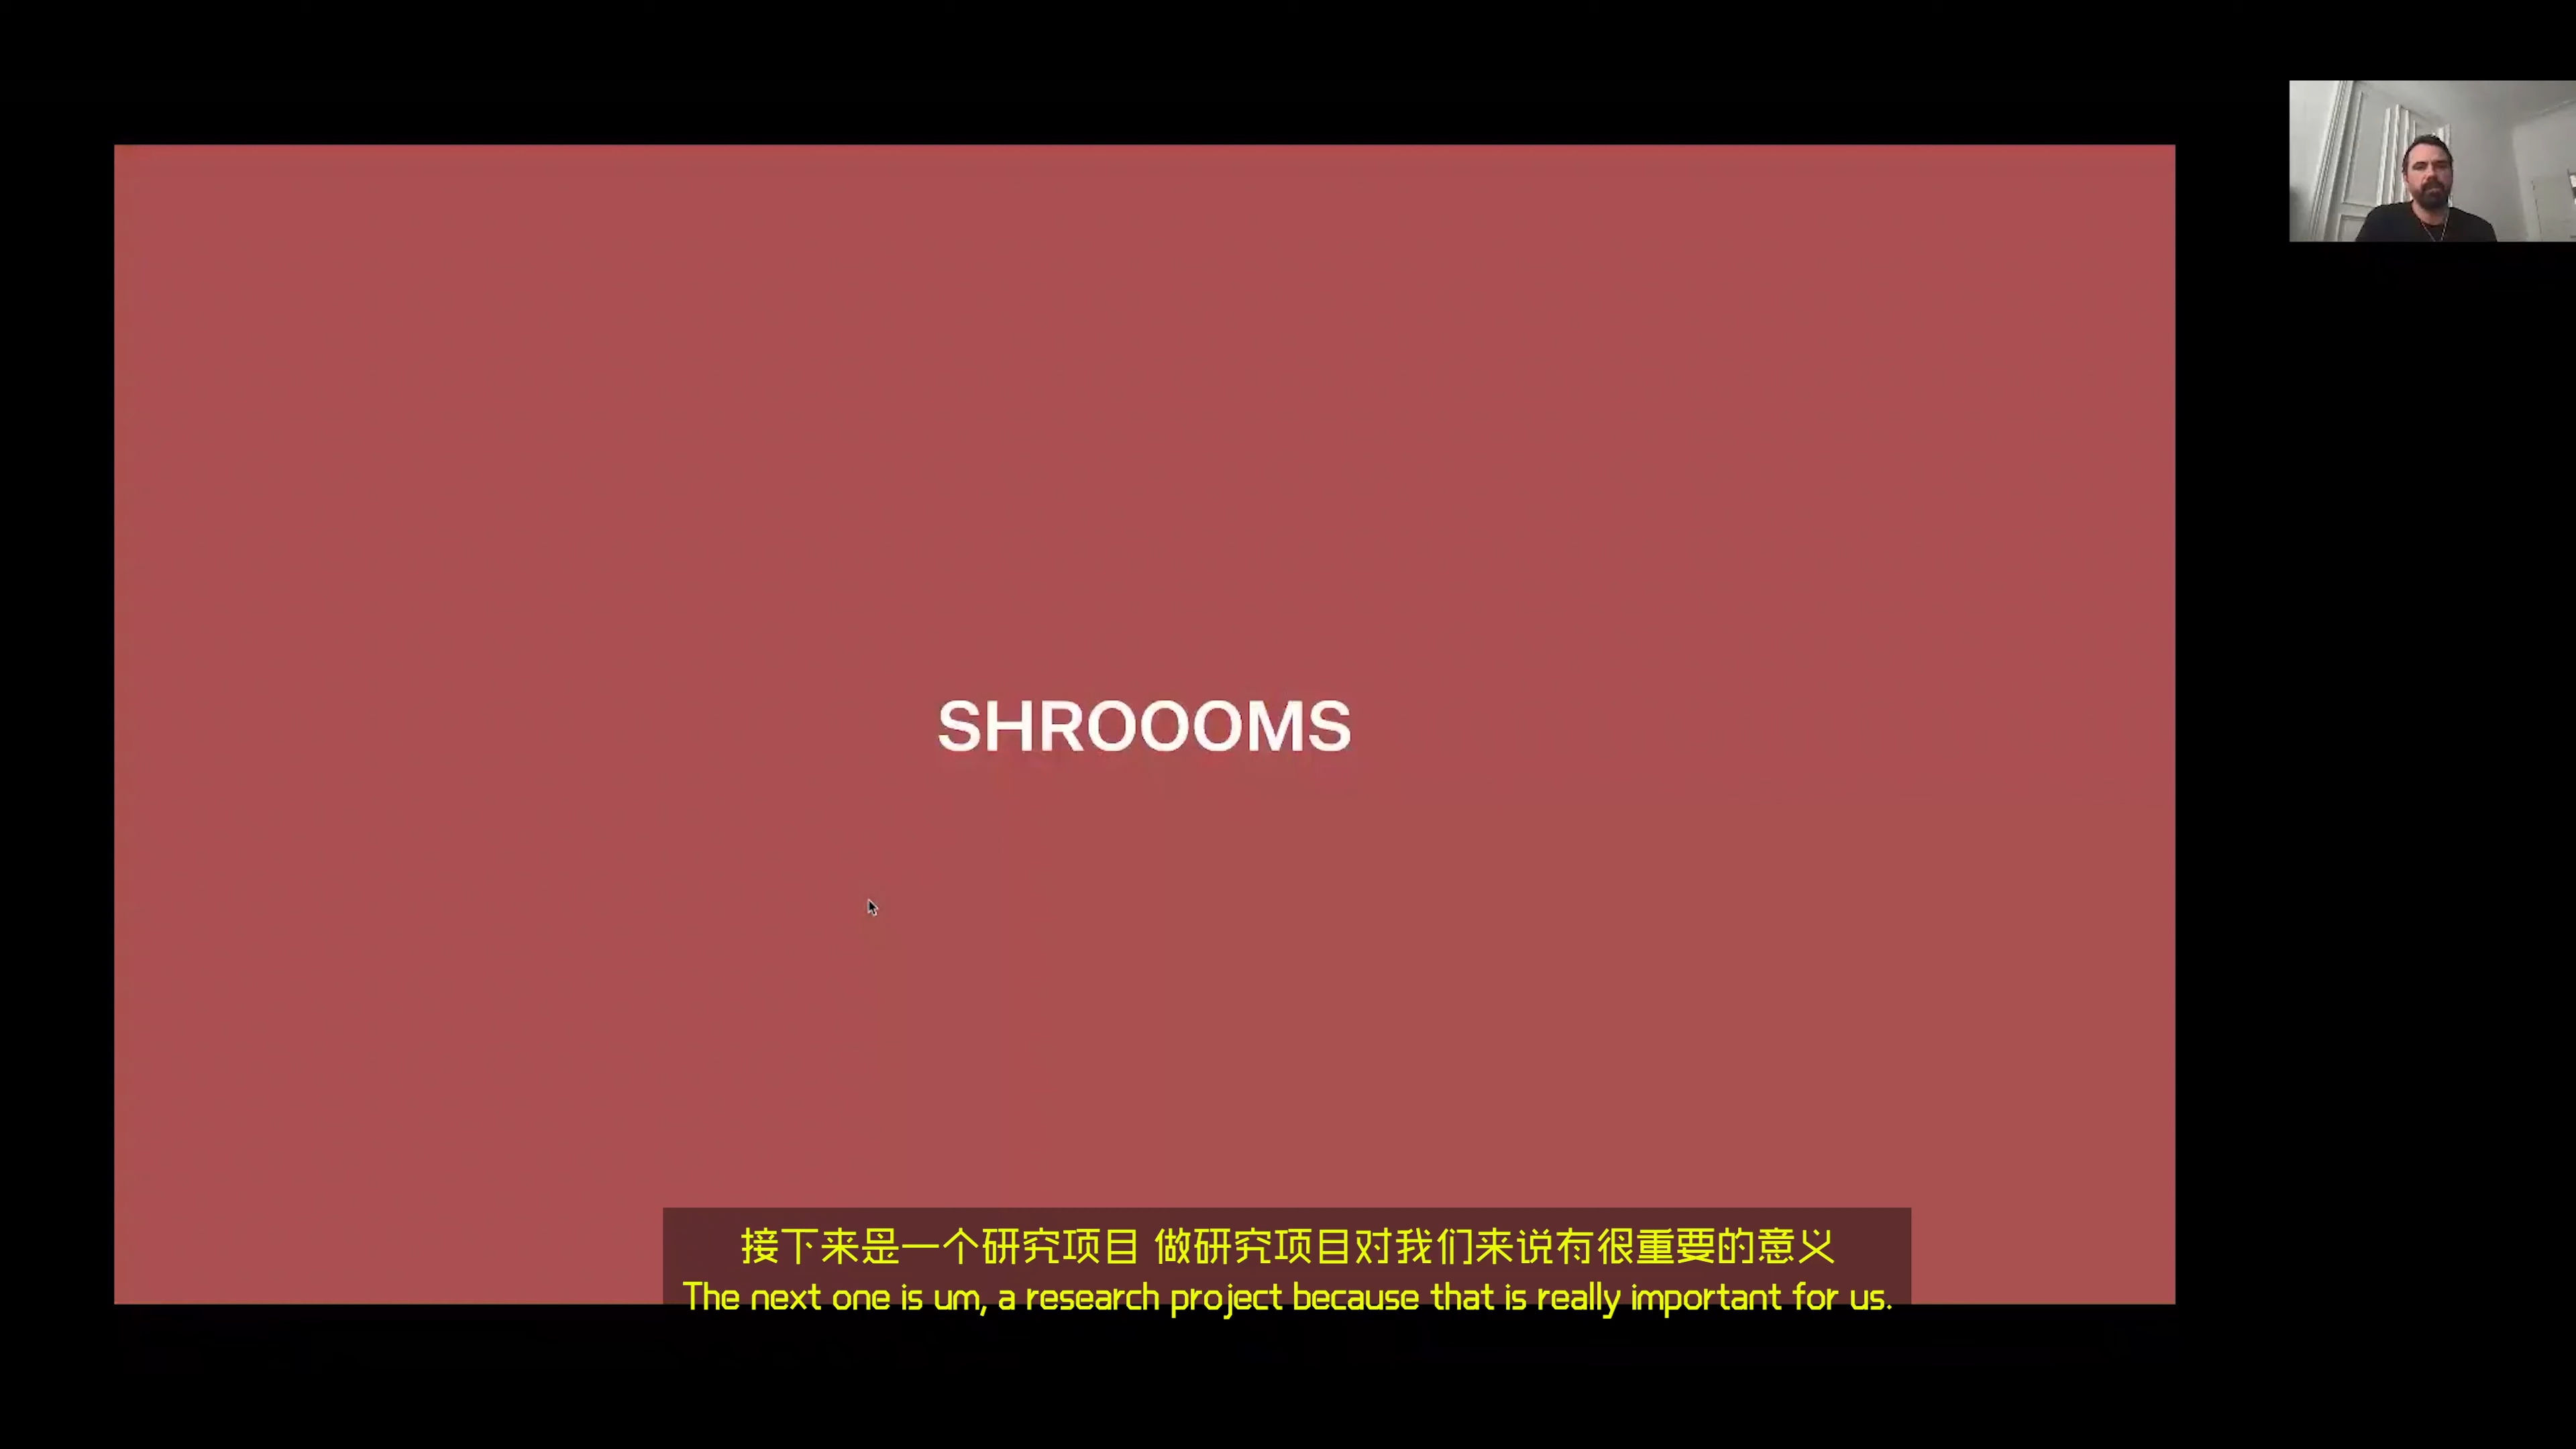 SHROOOMS
接下来是一个研究项目 做研究项目对我们来说有很重要的意义
The next one is um, a research project because that is really important for us.